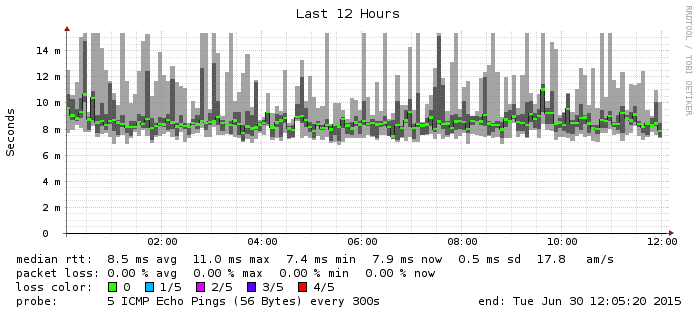 Last 12 Hours
RRDTOOL / TOBI OETIKER
Seconds
14 m
12 m
10 m
8 m
6 m
4 m
2 m
0
02:00 04:00 06:00 08:00 10:00 12:00
median rtt: 8.5 ms avg 11.0 ms max 7.4 ms min 7.9 ms now 0.5 ms sd 17.8 am/s
packet loss: 0.00 % avg 0.00 % max 0.00 % min 0.00 % now
loss color: 0 1/5 2/5 3/5 4/5
probe: 5 ICMP Echo Pings (56 Bytes) every 300s end: Tue Jun 30 12:05:20 2015